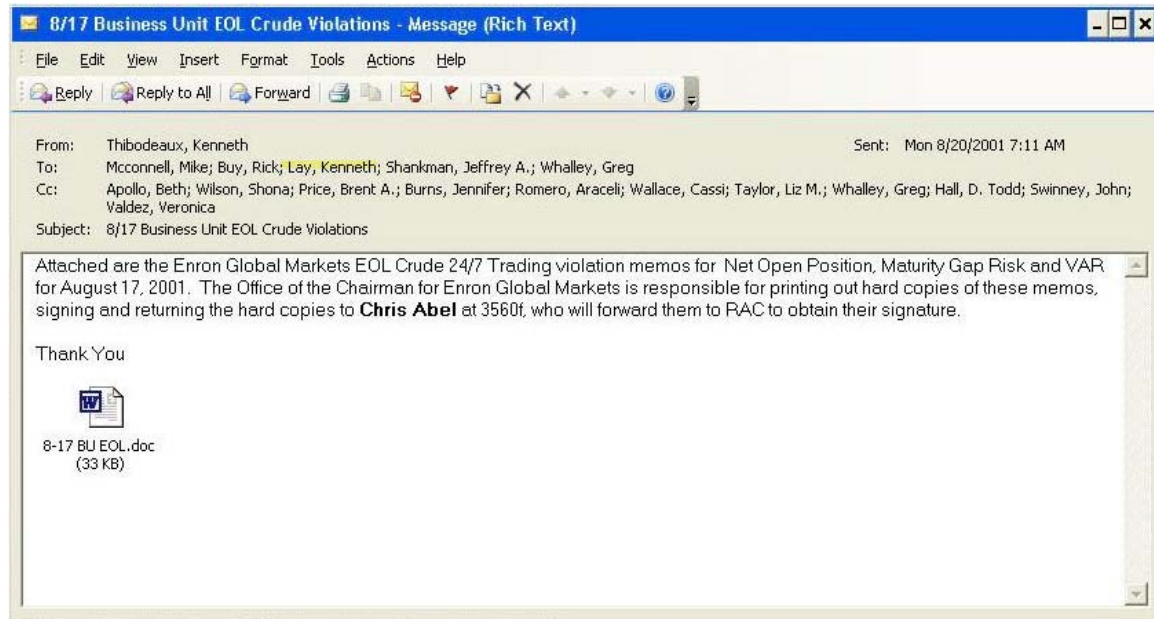 8/17 Business Unit EOL Crude Violations - Message (Rich Text)
File Edit View Insert Format Tools Actions Help
Reply Reply to All Forward
From: Thibodeaux, Kenneth Sent: Mon 8/20/2001 7:11 AM
To: Mcconnell, Mike; Buy, Rick; Lay, Kenneth; Shankman, Jeffrey A.; Whalley, Greg
Cc: Apollo, Beth; Wilson, Shona; Price, Brent A.; Burns, Jennifer; Romero, Araceli; Wallace, Cassi; Taylor, Liz M.; Whalley, Greg; Hall, D. Todd; Swinney, John;
Valdez, Veronica
Subject: 8/17 Business Unit EOL Crude Violations
Attached are the Enron Global Markets EOL Crude 24/7 Trading violation memos for Net Open Position, Maturity Gap Risk and VAR
for August 17, 2001. The Office of the Chairman for Enron Global Markets is responsible for printing out hard copies of these memos,
signing and returning the hard copies to Chris Abel at 3560f, who will forward them to RAC to obtain their signature.
Thank You
W
8-17 BU EOL.doc
(33 KB)